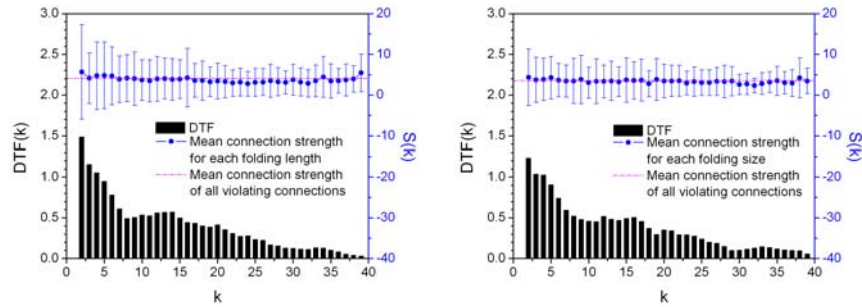 3.0
2.5
2.0
1.5
1.0
0.5
0.0
DTF(k)
20
10
0
-10
-20
-30
-40
S(k)
DTF
Mean connection strength
for each folding length
Mean connection strength
of all violating connections
0 5 10 15 20 25 30 35 40
k
3.0
2.5
2.0
1.5
1.0
0.5
0.0
DTF(k)
20
10
0
-10
-20
-30
-40
S(k)
DTF
Mean connection strength
for each folding size
Mean connection strength
of all violating connections
0 5 10 15 20 25 30 35 40
k